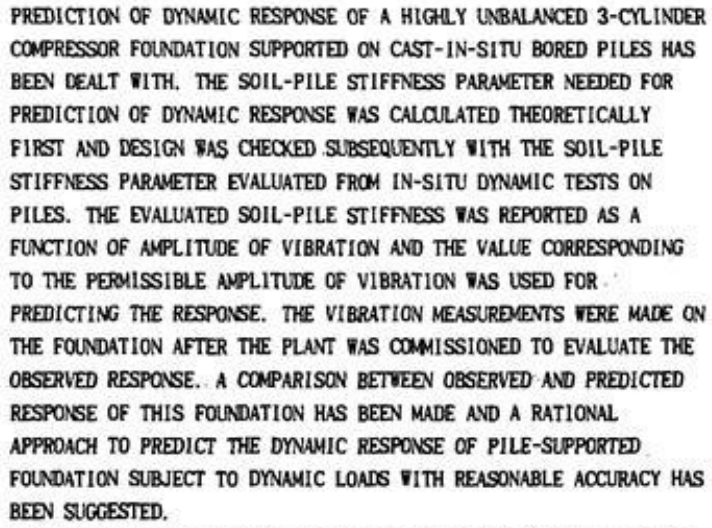 PREDICTION OF DYNAMIC RESPONSE OF A HIGHLY UNBALANCED 3-CYLINDER
COMPRESSOR FOUNDATION SUPPORTED ON CAST-IN-SITU BORED PILES HAS
BEEN DEALT WITH. THE SOIL-PILE STIFFNESS PARAMETER NEEDED FOR
PREDICTION OF DYNAMIC RESPONSE WAS CALCULATED THEORETICALLY
FIRST AND DESIGN WAS CHECKED SUBSEQUENTLY WITH THE SOIL-PILE
STIFFNESS PARAMETER EVALUATED FROM IN-SITU DYNAMIC TESTS ON
PILES. THE EVALUATED SOIL-PILE STIFFNESS WAS REPORTED AS A
FUNCTION OF AMPLITUDE OF VIBRATION AND THE VALUE CORRESPONDING
TO THE PERMISSIBLE AMPLITUDE OF VIBRATION WAS USED FOR
PREDICTING THE RESPONSE. THE VIBRATION MEASUREMENTS WERE MADE ON
THE FOUNDATION AFTER THE PLANT WAS COMMISSIONED TO EVALUATE THE
OBSERVED RESPONSE. A COMPARISON BETWEEN OBSERVED AND PREDICTED
RESPONSE OF THIS FOUNDATION HAS BEEN MADE AND A RATIONAL
APPROACH TO PREDICT THE DYNAMIC RESPONSE OF PILE-SUPPORTED
FOUNDATION SUBJECT TO DYNAMIC LOADS WITH REASONABLE ACCURACY HAS
BEEN SUGGESTED.